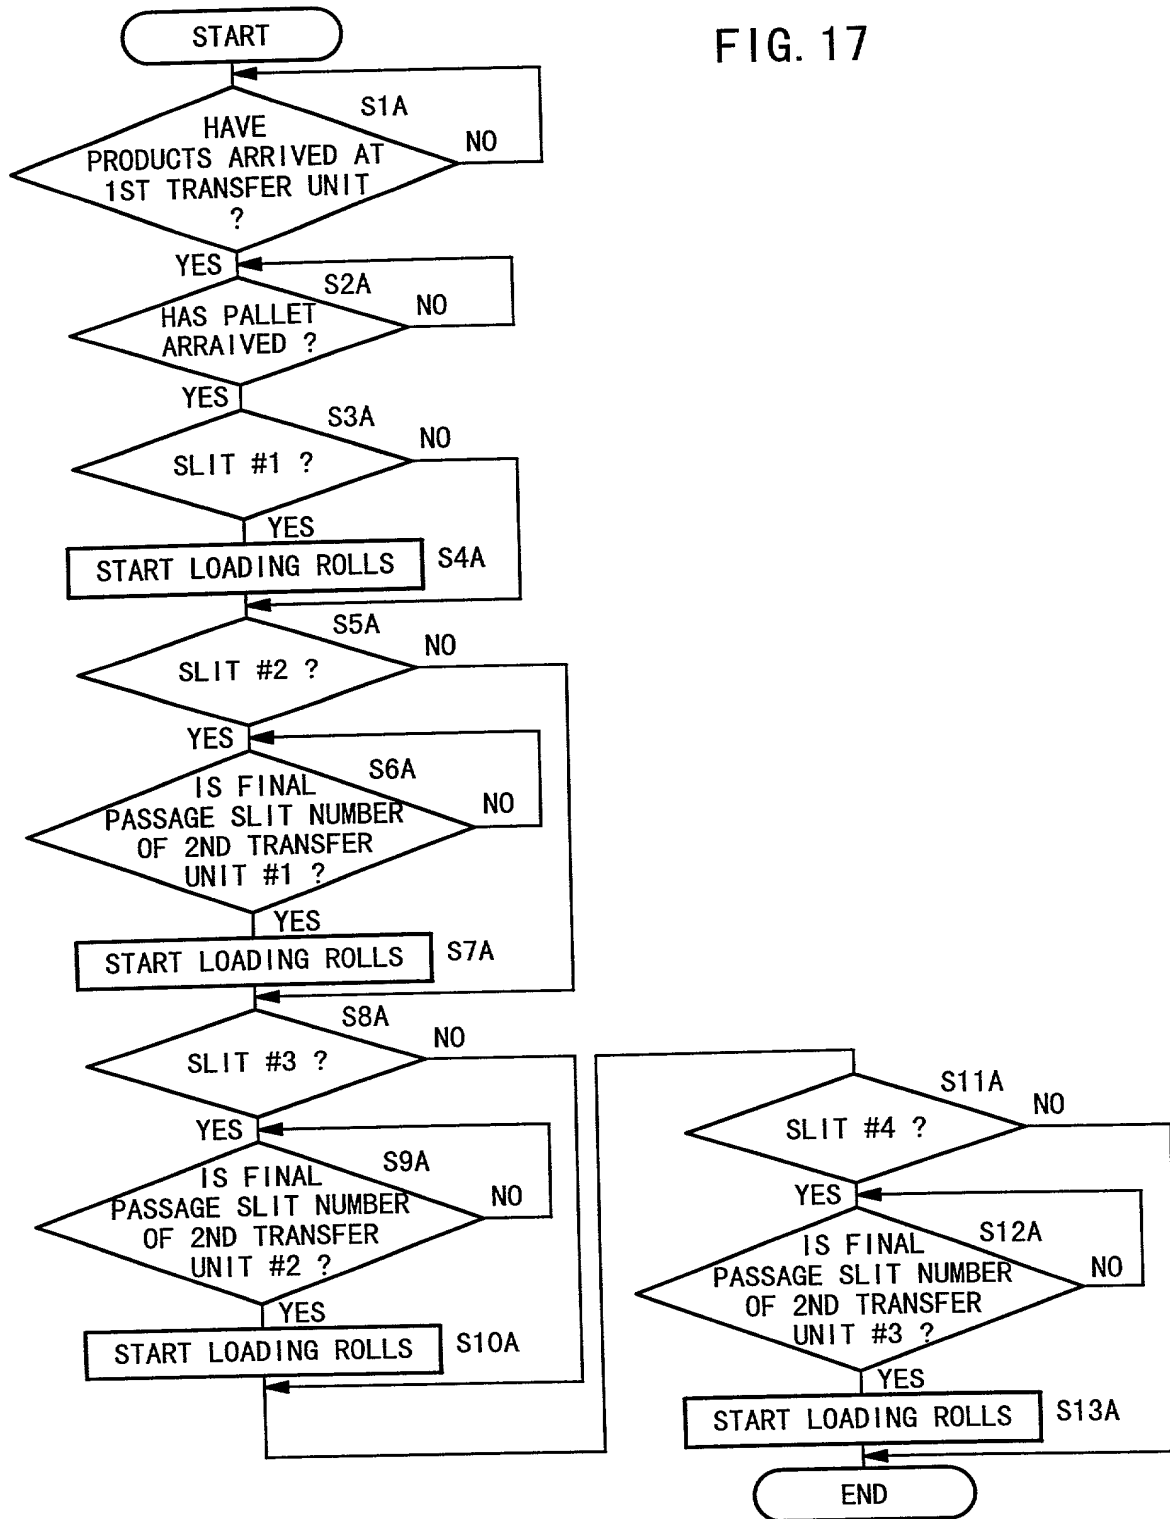 FIG. 17
START
S1A
HAVE
PRODUCTS ARRIVED AT
1ST TRANSFER UNIT
?
NO
YES
S2A
HAS PALLET
ARRAIVED ?
NO
YES
S3A
SLIT #1 ?
NO
YES
START LOADING ROLLS
S4A
S5A
SLIT #2 ?
NO
YES
S6A
IS FINAL
PASSAGE SLIT NUMBER
OF 2ND TRANSFER
UNIT #1 ?
NO
YES
START LOADING ROLLS
S7A
S8A
SLIT #3 ?
NO
YES
S9A
IS FINAL
PASSAGE SLIT NUMBER
OF 2ND TRANSFER
UNIT #2 ?
NO
YES
START LOADING ROLLS
S10A
S11A
SLIT #4 ?
NO
YES
S12A
IS FINAL
PASSAGE SLIT NUMBER
OF 2ND TRANSFER
UNIT #3 ?
NO
YES
START LOADING ROLLS
S13A
END